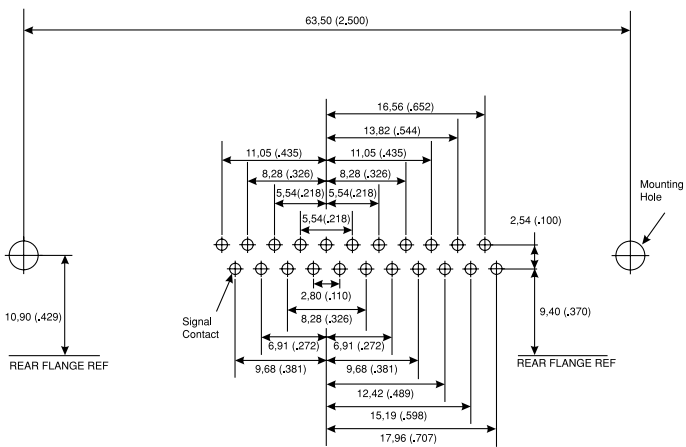 63,50 (2.500)
16,56 (.652)
13,82 (.544)
11,05 (.435) 11,05 (.435)
8,28 (.326) 8,28 (.326)
5,54(.218) 5,54(.218)
5,54(.218)
Mounting
Hole
2,54 (.100)
2,80 (.110)
8,28 (.326)
6,91 (.272) 6,91 (.272)
9,68 (.381) 9,68 (.381)
12,42 (.489)
15,19 (.598)
17,96 (.707)
Signal
Contact
10,90 (.429)
REAR FLANGE REF
9,40 (.370)
REAR FLANGE REF